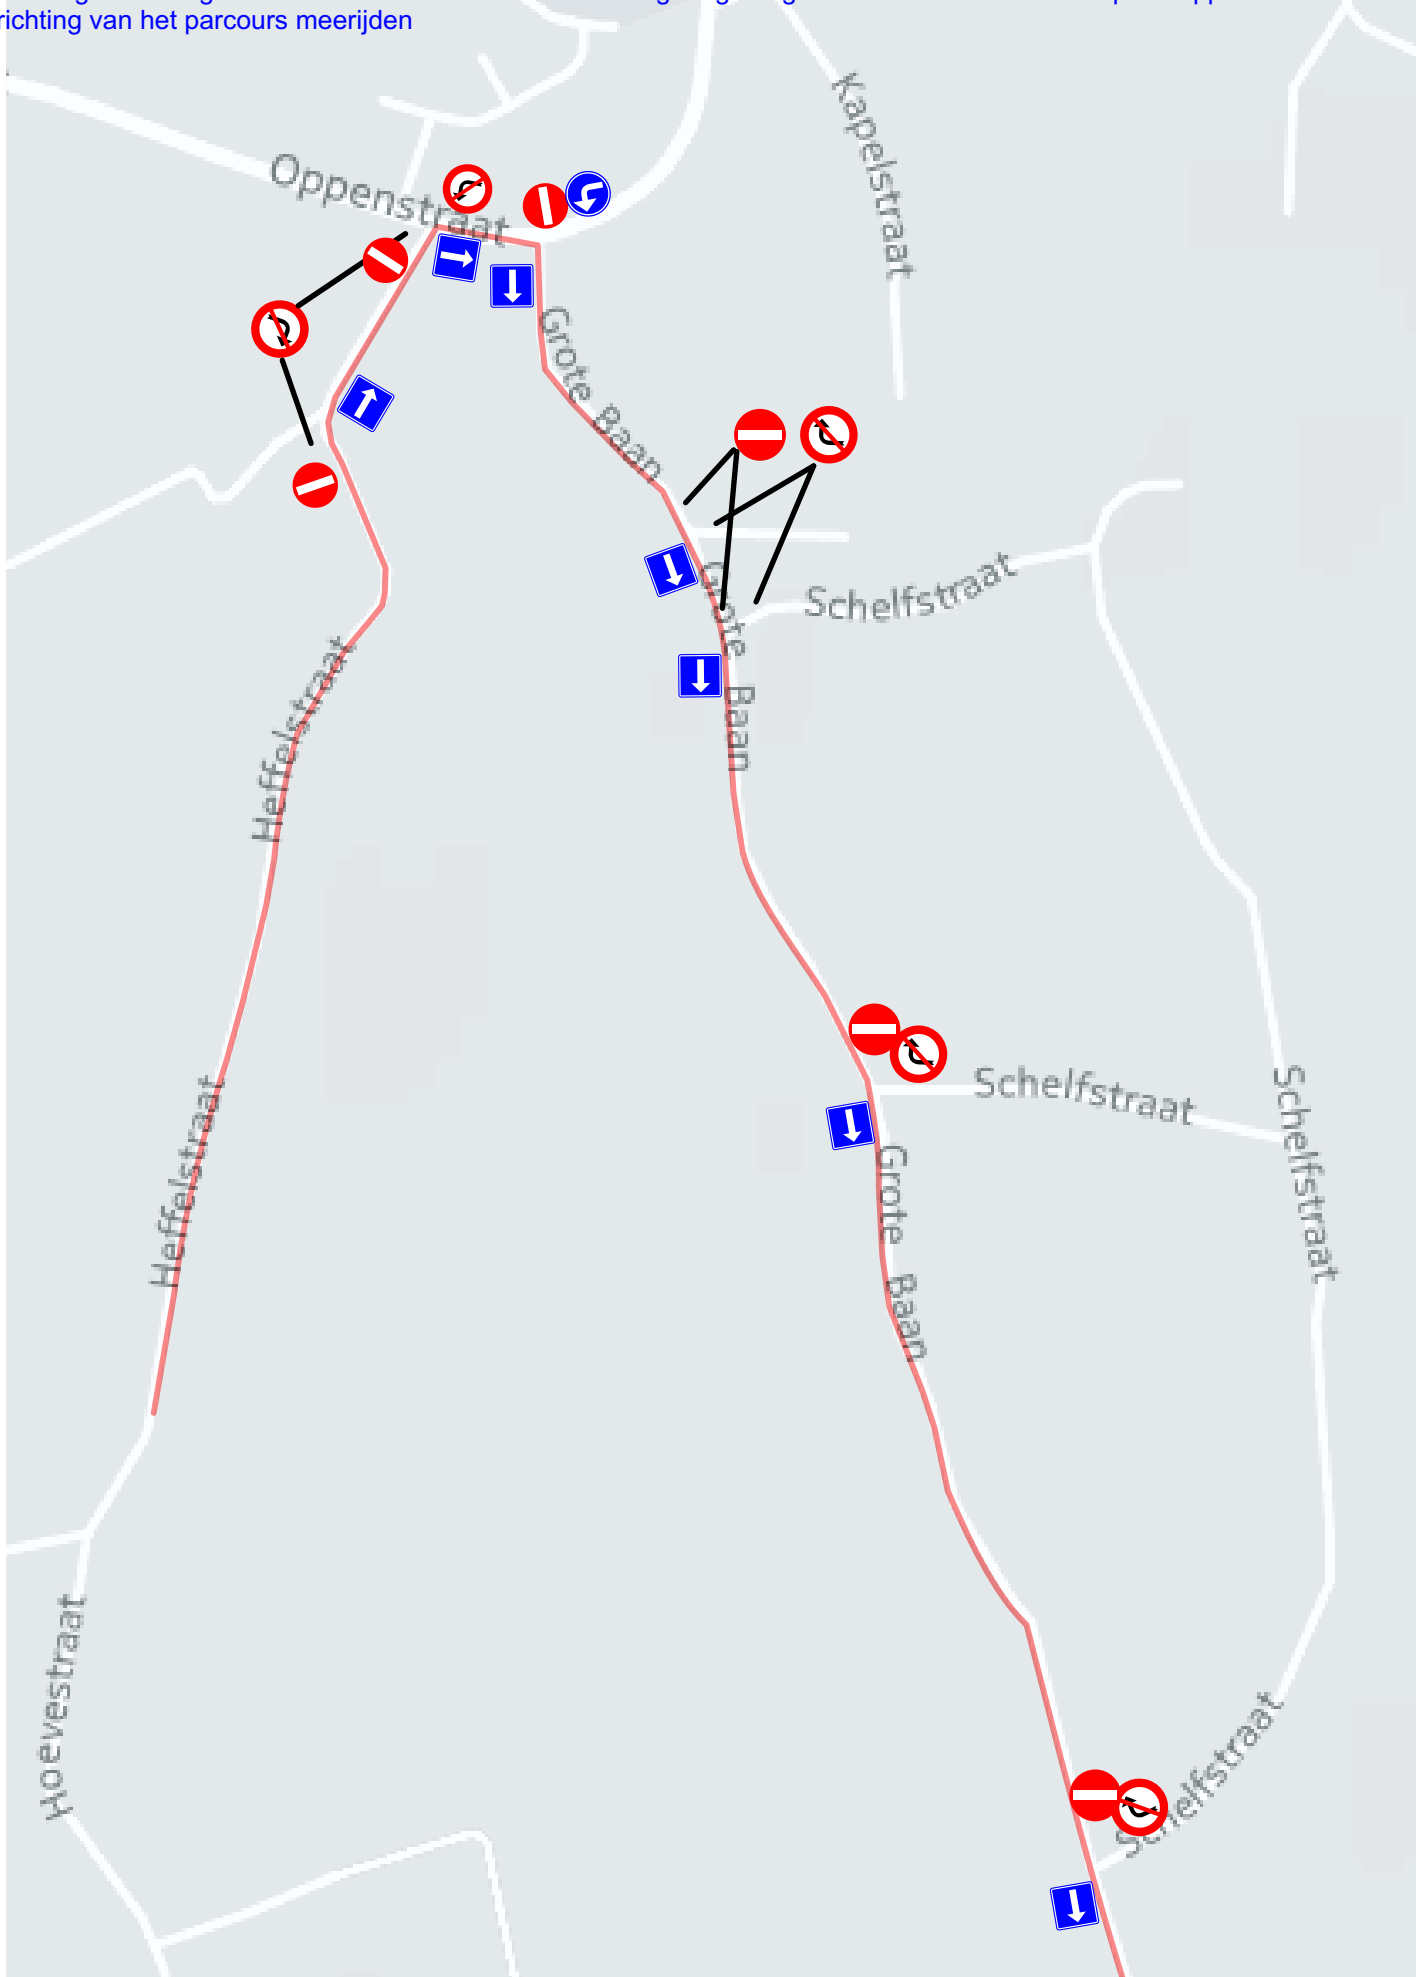 richting van het parcours meerijden
Kapelstraat
Oppenstraat
Grote Baan
Schelfstraat
Grote Baan
Heffelstraat
Schelfstraat
Schelfstraat
Heffelstraat
Grote Baan
Hoevestraat
Schelfstraat